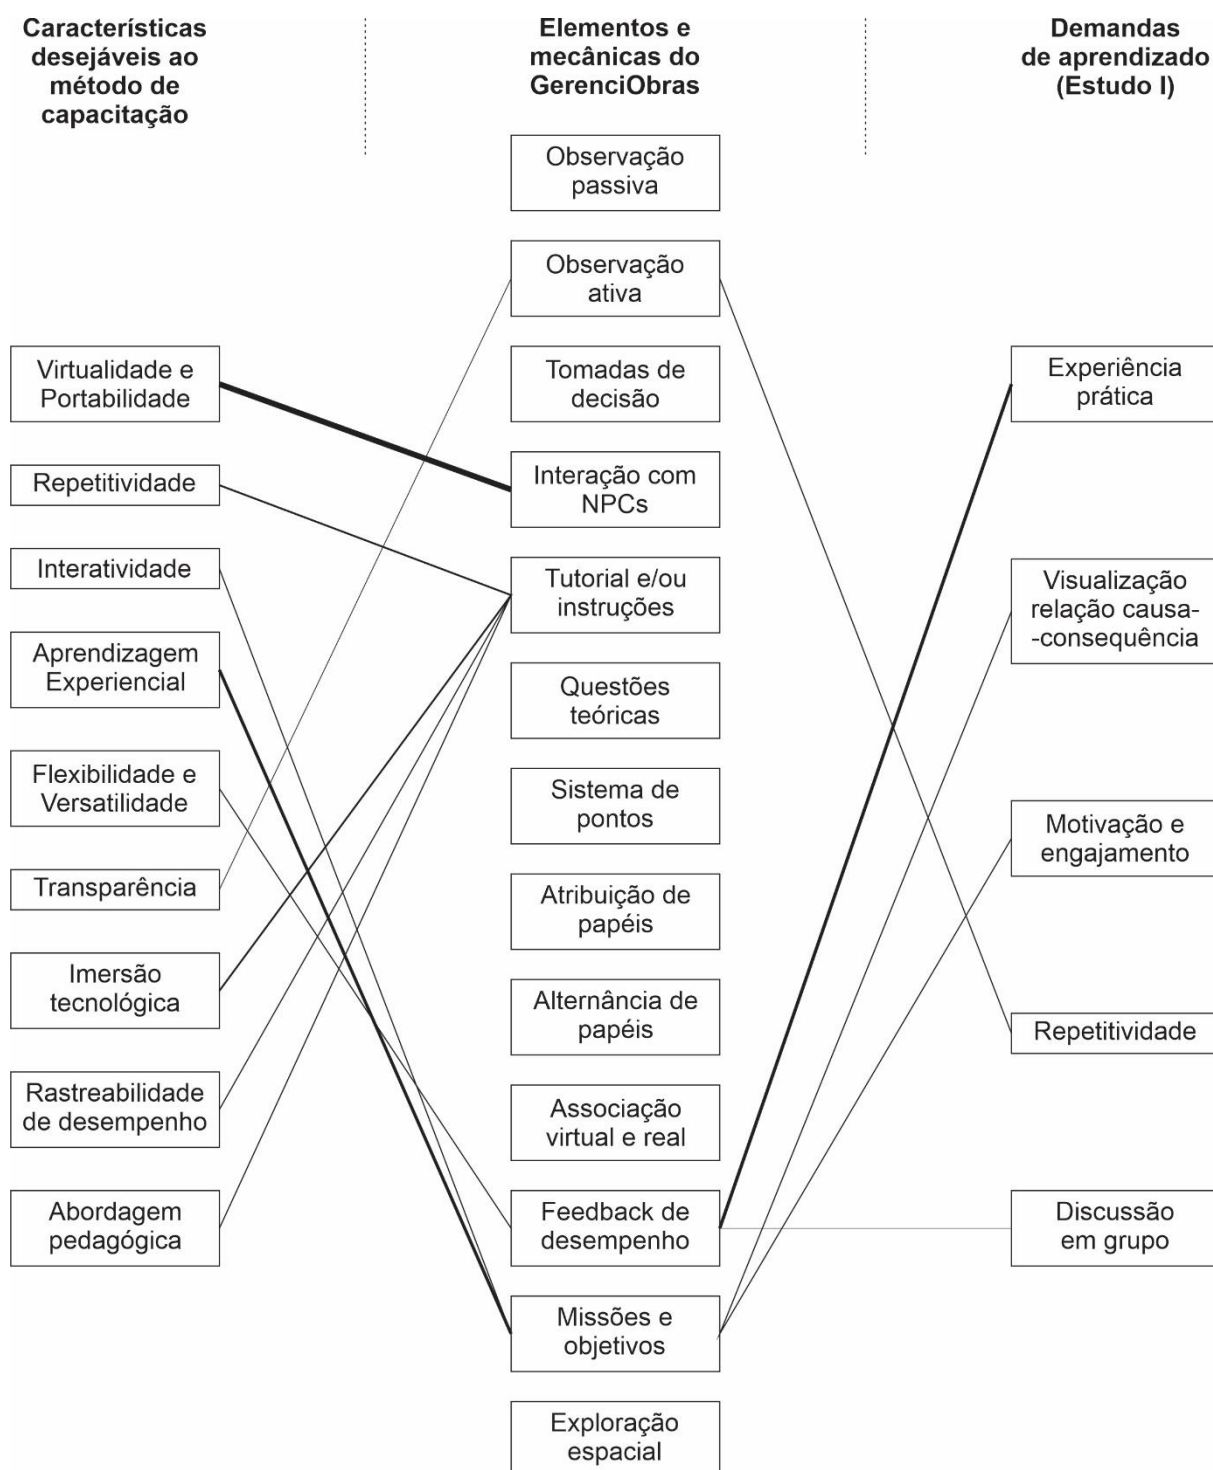 Características
desejáveis ao
método de
capacitação
Elementos e
mecânicas do
GerenciObras
Demandas
de aprendizado
(Estudo I)
Virtualidade e
Portabilidade
Repetitividade
Interatividade
Aprendizagem
Experiencial
Flexibilidade e
Versatilidade
Transparência
Imersão
tecnológica
Rastreabilidade
de desempenho
Abordagem
pedagógica
Observação
passiva
Observação
ativa
Tomadas de
decisão
Interação com
NPCs
Tutorial e/ou
instruções
Questões
teóricas
Sistema de
pontos
Atribuição de
papéis
Alternância de
papéis
Associação
virtual e real
Feedback de
desempenho
Missões e
objetivos
Exploração
espacial
Experiência
prática
Visualização
relação causa-
-consequência
Motivação e
engajamento
Repetitividade
Discussão
em grupo